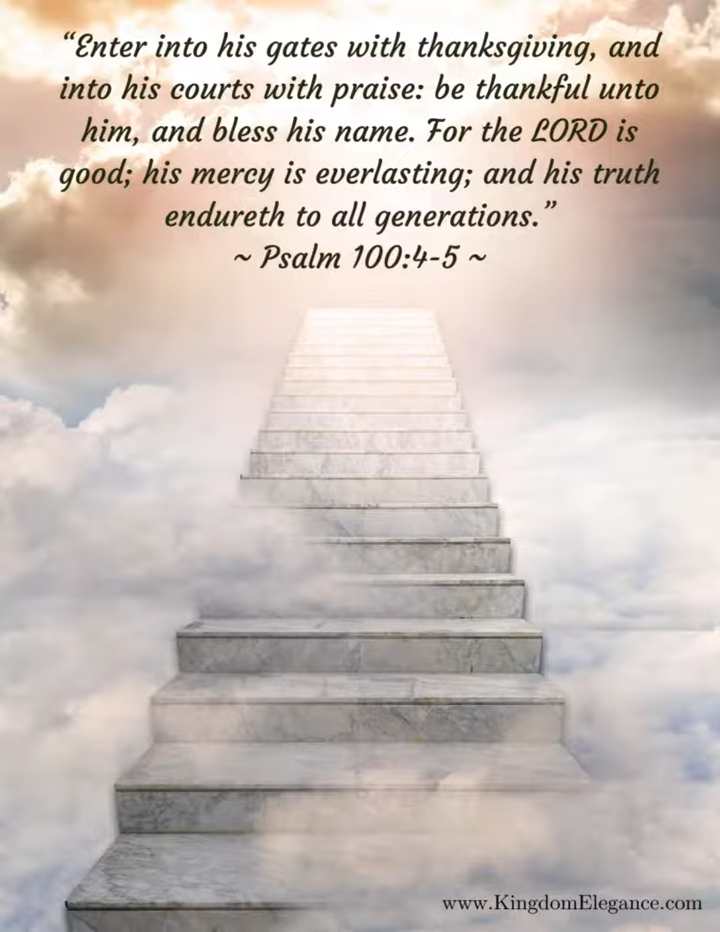 “Enter into his gates with thanksgiving, and
into his courts with praise: be thankful unto
him, and bless his name. For the LORD is
good; his mercy is everlasting; and his truth
endureth to all generations.”
~ Psalm 100:4-5 ~
www.KingdomElegance.com